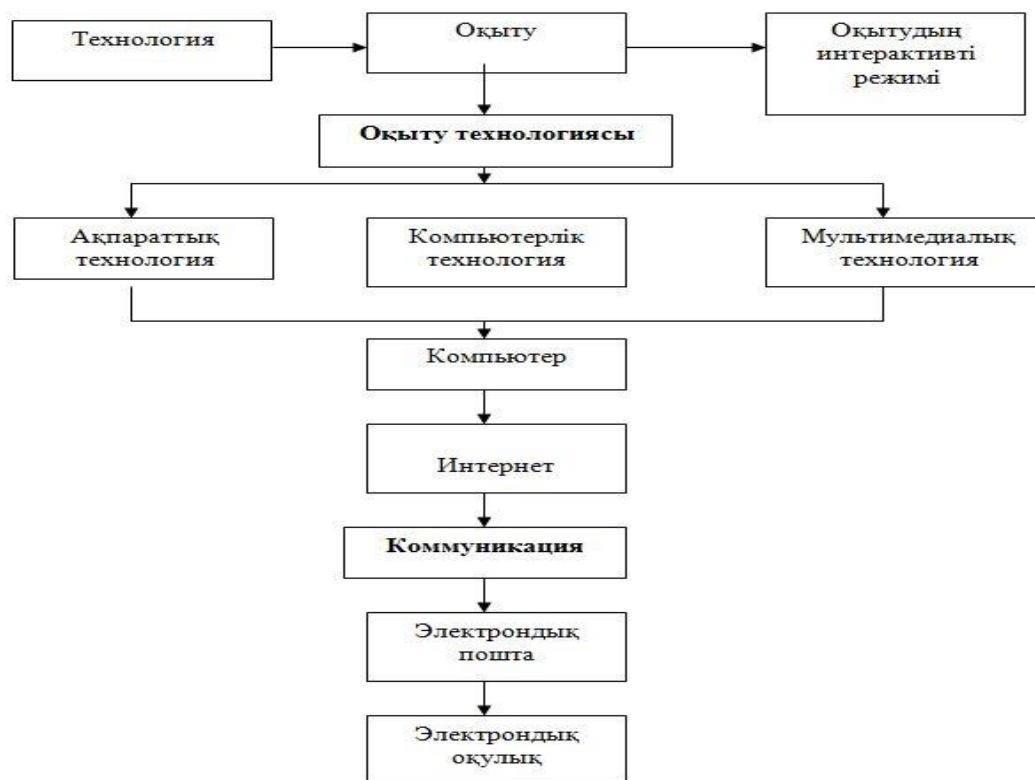 Технология
Оқыту
Оқытудың
интерактивті
режимі
Оқыту технологиясы
Ақпараттық
технология
Компьютерлік
технология
Мультимедиалық
технология
Компьютер
Интернет
Коммуникация
Электрондық
пошта
Электрондық
оқулық